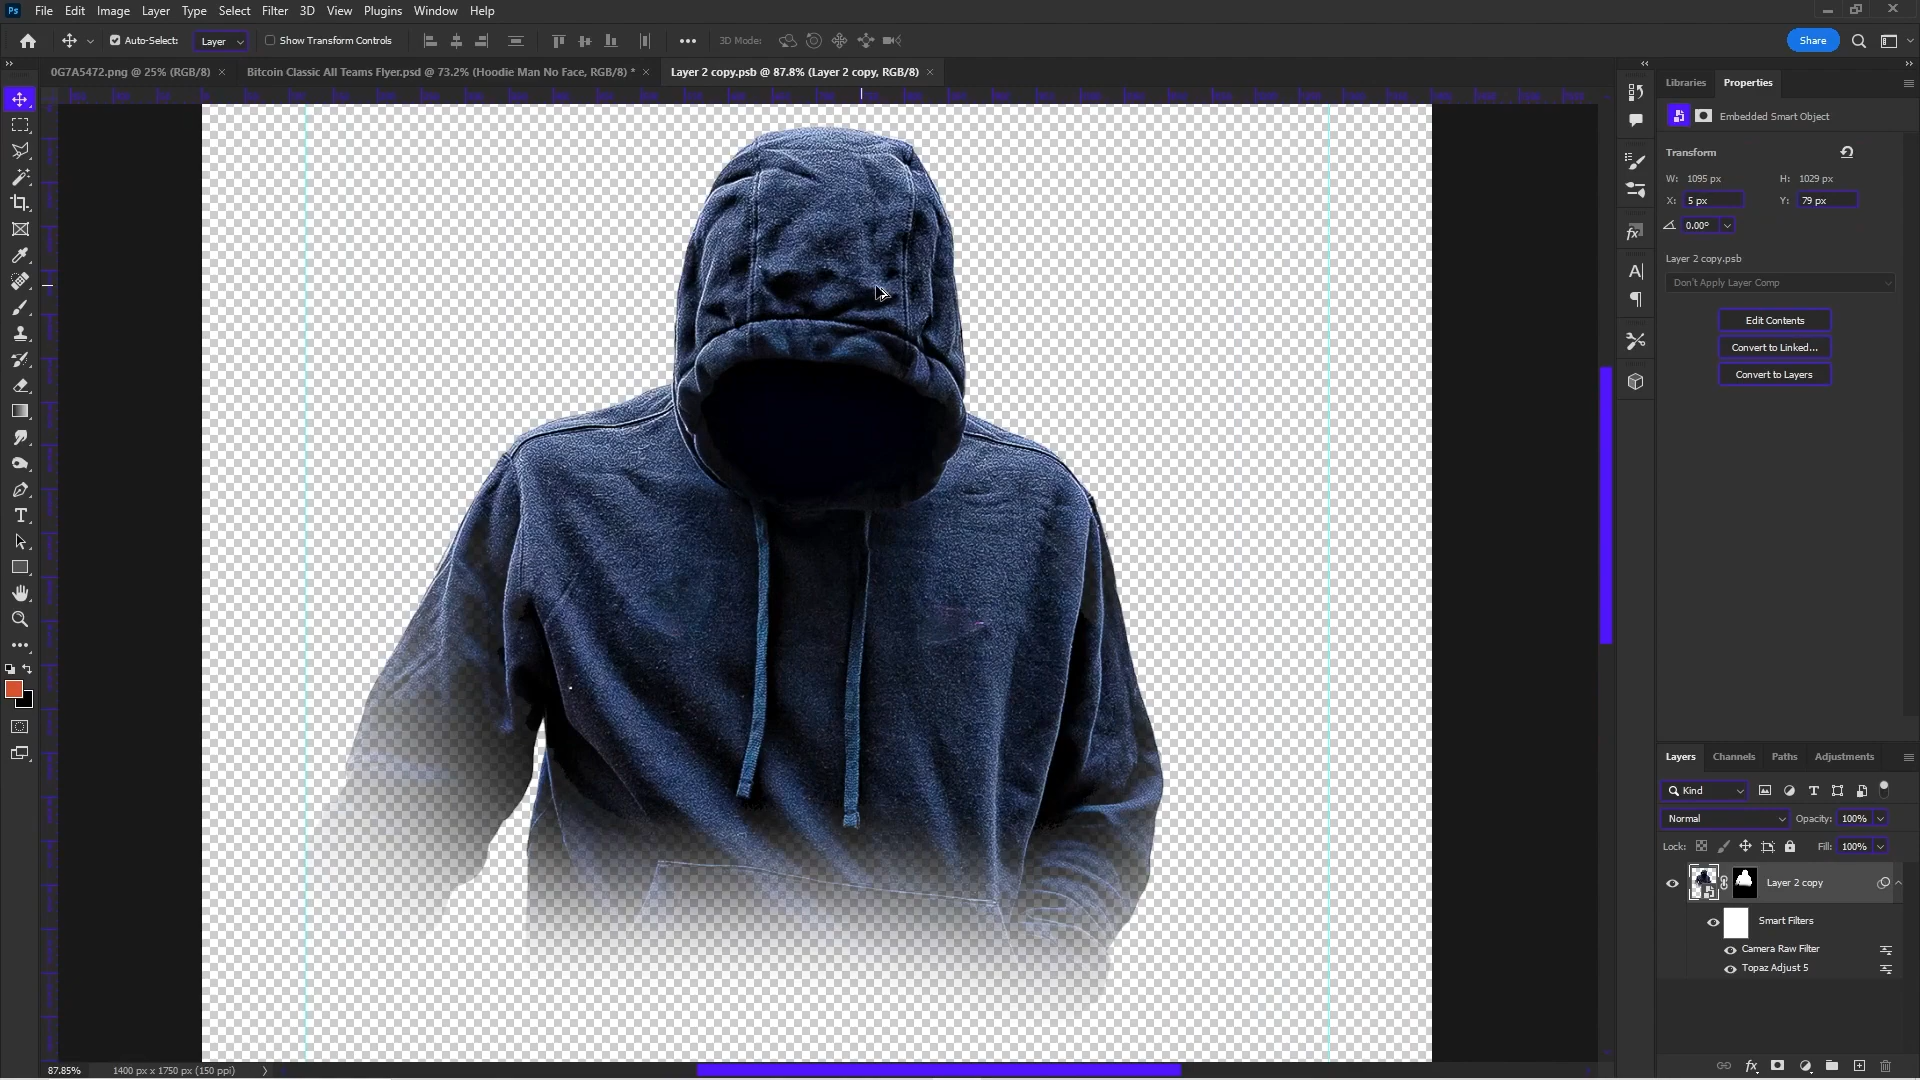 Ps File Edit Image Layer Type Select Filter 3D View Plugins Window Help
Auto-Select: Layer Show Transform Controls 3D Mode: Share
0G7A5472.png @ 25% (RGB/8) Bitcoin Classic All Teams Flyer.psd @ 73.2% (Hoodie Man No Face, RGB/8) * Layer 2 copy.psb @ 87.8% (Layer 2 copy, RGB/8)
Libraries Properties
Embedded Smart Object
Transform
W: 1095 px H: 1029 px
X: 5 px Y: 79 px
0.00°
Layer 2 copy.psb
Don't Apply Layer Comp
Edit Contents
Convert to Linked...
Convert to Layers
Layers Channels Paths Adjustments
Kind
Normal Opacity: 100%
Lock: Fill: 100%
Layer 2 copy
Smart Filters
Camera Raw Filter
Topaz Adjust 5
87.85% 1400 px x 1750 px (150 ppi)